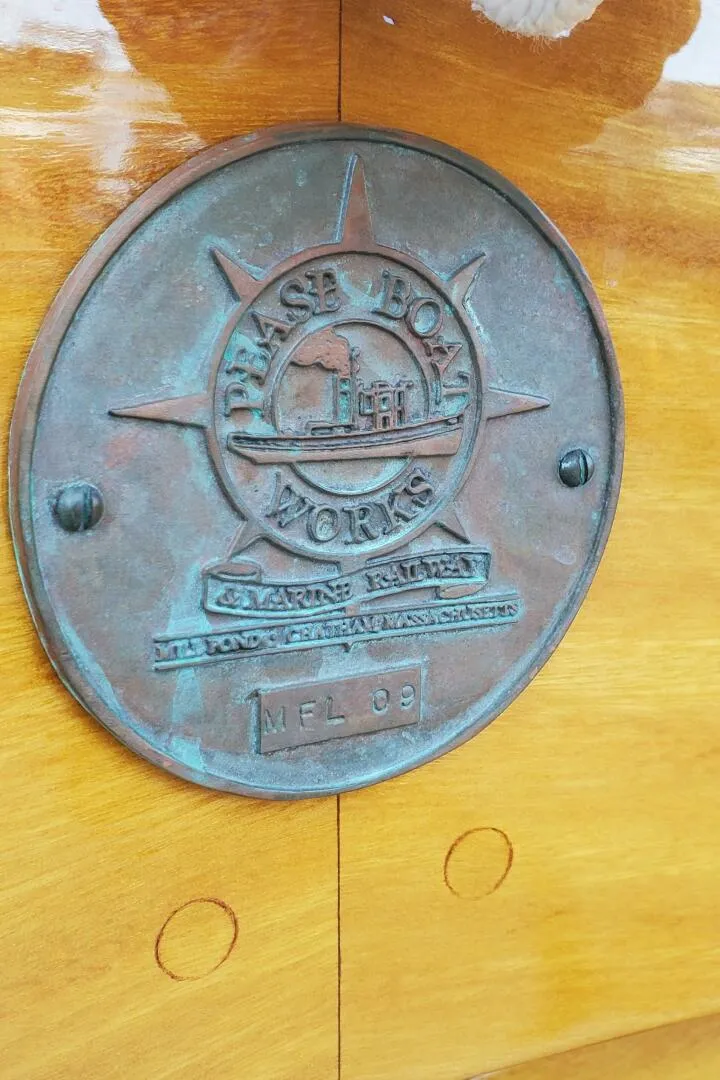 PEASE BOAT
WORKS
& MARINE RAILWAY
MILL POND CHATHAM MASSACHUSETTS
MFL 09